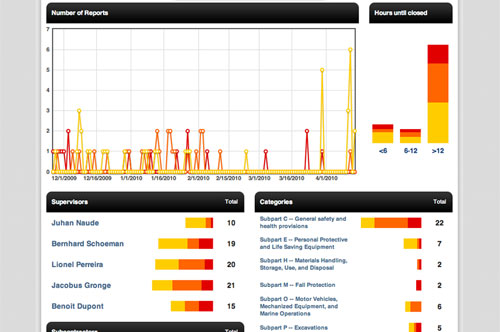 Number of Reports
Hours until closed
7
6
5
4
3
2
1
0
12/1/2009 12/16/2009 1/1/2010 1/16/2010 2/1/2010 2/15/2010 3/1/2010 3/16/2010 4/1/2010
<6 6-12 >12
Supervisors Total
Juhan Naude 10
Bernhard Schoeman 19
Lionel Perreira 20
Jacobus Gronge 21
Benoit Dupont 15
Categories Total
Subpart C -- General safety and
health provisions 22
Subpart E -- Personal Protective
and Life Saving Equipment 7
Subpart H -- Materials Handling,
Storage, Use, and Disposal 2
Subpart M -- Fall Protection 2
Subpart O -- Motor Vehicles,
Mechanized Equipment, and
Marine Operations 6
Subpart P -- Excavations 5
Subcontractors Total